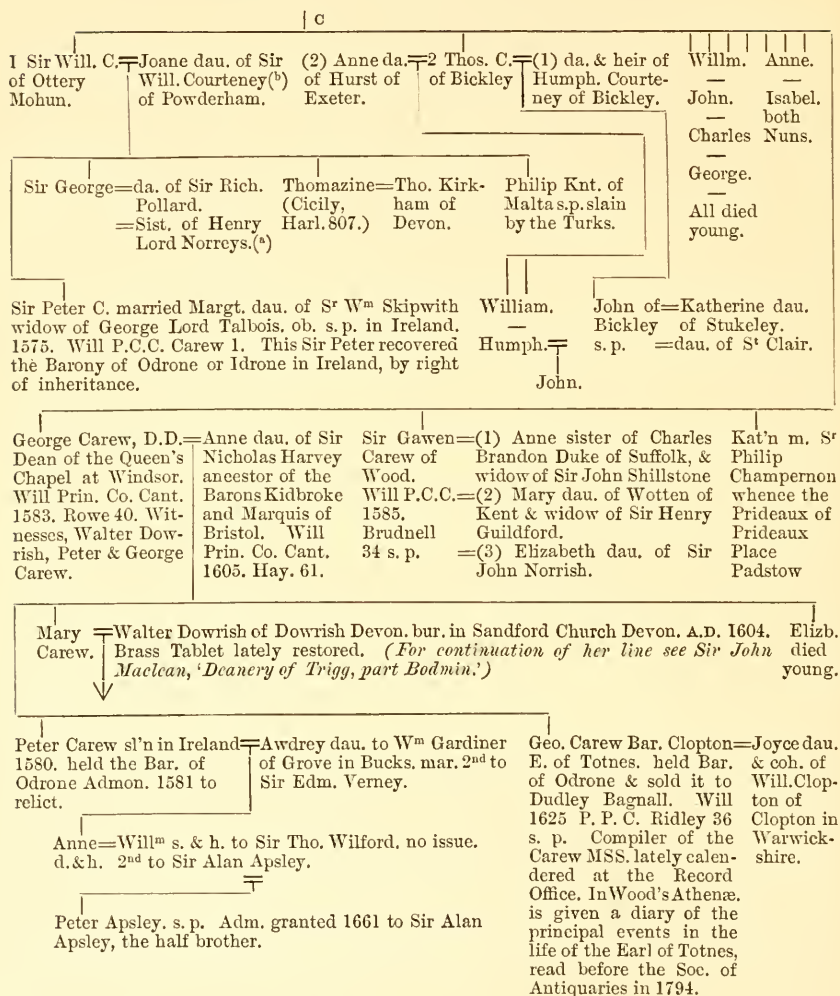 C
1 Sir Will. C.=Joane dau. of Sir
of Ottery Will. Courteney(ᵇ)
Mohun. of Powderham.
(2) Anne da.=2 Thos. C.=(1) da. & heir of
of Hurst of of Bickley Humph. Courte-
Exeter. ney of Bickley.
Willm.
—
John.
—
Charles
—
George.
—
All died
young.
Anne.
—
Isabel.
both
Nuns.
Sir George=da. of Sir Rich.
Pollard.
=Sist. of Henry
Lord Norreys.(ᵃ)
Thomazine=Tho. Kirk-
(Cicily, ham of
Harl. 807.) Devon.
Philip Knt. of
Malta s.p. slain
by the Turks.
Sir Peter C. married Margt. dau. of Sʳ Wᵐ Skipwith
widow of George Lord Talbois. ob. s. p. in Ireland.
1575. Will P.C.C. Carew 1. This Sir Peter recovered
the Barony of Odrone or Idrone in Ireland, by right
of inheritance.
William.
—
Humph.=
John.
John of=Katherine dau.
Bickley of Stukeley.
s. p. =dau. of Sᵗ Clair.
George Carew, D.D.=Anne dau. of Sir
Dean of the Queen's Nicholas Harvey
Chapel at Windsor. ancestor of the
Will Prin. Co. Cant. Barons Kidbroke
1583. Rowe 40. Wit- and Marquis of
nesses, Walter Dow- Bristol. Will
rish, Peter & George Prin. Co. Cant.
Carew. 1605. Hay. 61.
Sir Gawen=(1) Anne sister of Charles
Carew of Brandon Duke of Suffolk, &
Wood. widow of Sir John Shillstone
Will P.C.C.=(2) Mary dau. of Wotten of
1585. Kent & widow of Sir Henry
Brudnell Guildford.
34 s. p. =(3) Elizabeth dau. of Sir
John Norrish.
Kat'n m. Sʳ
Philip
Champernon
whence the
Prideaux of
Prideaux
Place
Padstow
Mary =Walter Dowrish of Dowrish Devon. bur. in Sandford Church Devon. A.D. 1604.
Carew. Brass Tablet lately restored. (For continuation of her line see Sir John
Maclean, 'Deanery of Trigg, part Bodmin.')
Elizb.
died
young.
Peter Carew sl'n in Ireland=Awdrey dau. to Wᵐ Gardiner
1580. held the Bar. of of Grove in Bucks. mar. 2ⁿᵈ to
Odrone Admon. 1581 to Sir Edm. Verney.
relict.
Geo. Carew Bar. Clopton=Joyce dau.
E. of Totnes. held Bar. & coh. of
of Odrone & sold it to Will. Clop-
Dudley Bagnall. Will ton of
1625 P. P. C. Ridley 36 Clopton in
s. p. Compiler of the Warwick-
Carew MSS. lately calen- shire.
dered at the Record
Office. In Wood's Athenæ.
is given a diary of the
principal events in the
life of the Earl of Totnes,
read before the Soc. of
Antiquaries in 1794.
Anne=Willᵐ s. & h. to Sir Tho. Wilford. no issue.
d.&h. 2ⁿᵈ to Sir Alan Apsley.
Peter Apsley. s. p. Adm. granted 1661 to Sir Alan
Apsley, the half brother.